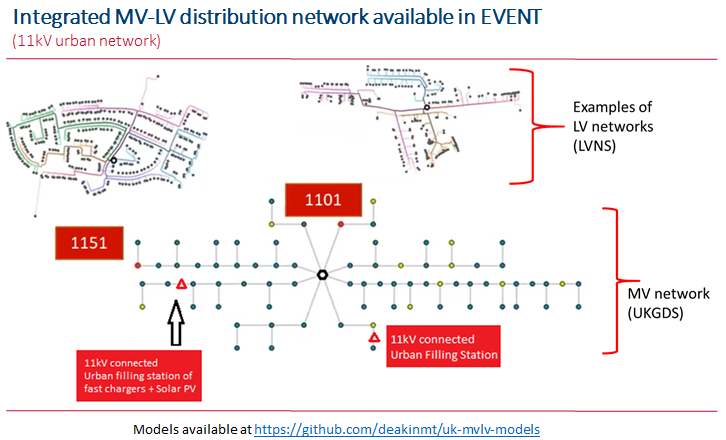 Integrated MV-LV distribution network available in EVENT
(11kV urban network)
Examples of
LV networks
(LVNS)
1101
1151
MV network
(UKGDS)
11kV connected
Urban filling station of
fast chargers + Solar PV
11kV connected
Urban Filling Station
Models available at https://github.com/deakinmt/uk-mvlv-models